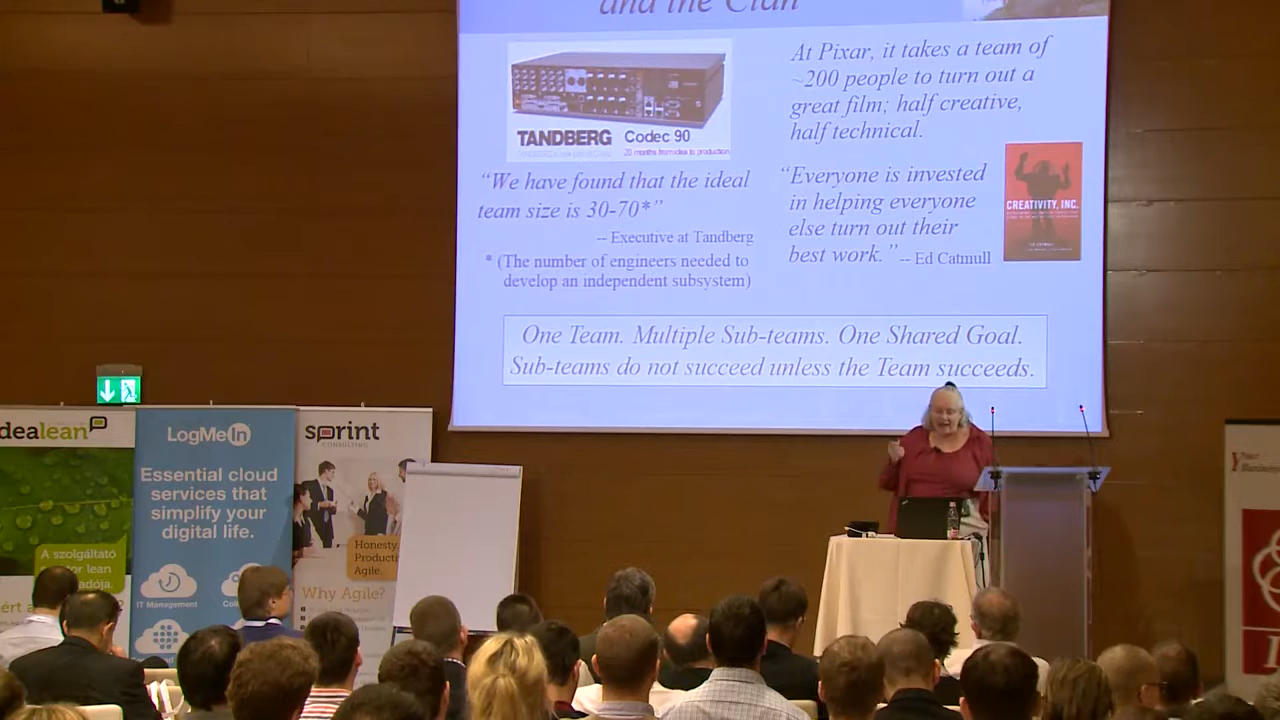 and the Clan
TANDBERG Codec 90
20 months from idea to production
"We have found that the ideal
team size is 30-70*"
-- Executive at Tandberg
* (The number of engineers needed to
develop an independent subsystem)
At Pixar, it takes a team of
~200 people to turn out a
great film; half creative,
half technical.
"Everyone is invested
in helping everyone
else turn out their
best work." -- Ed Catmull
CREATIVITY, INC.
One Team. Multiple Sub-teams. One Shared Goal.
Sub-teams do not succeed unless the Team succeeds.
dealean
A szolgáltató
LogMeIn
Essential cloud
services that
simplify your
digital life.
IT Management
sprint
CONSULTING
Honesty.
Agile.
Why Agile?